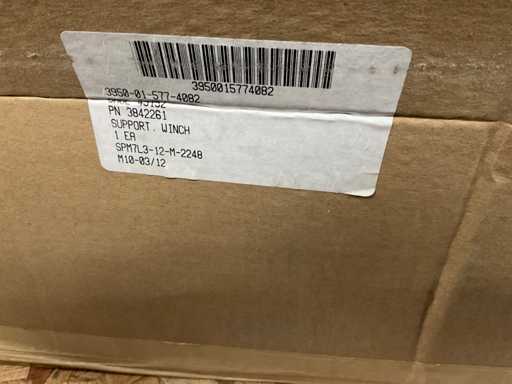 3950015774082
3950-01-577-4082
PN 3842261
SUPPORT, WINCH
1 EA
SPM7L3-12-M-2248
M10-03/12